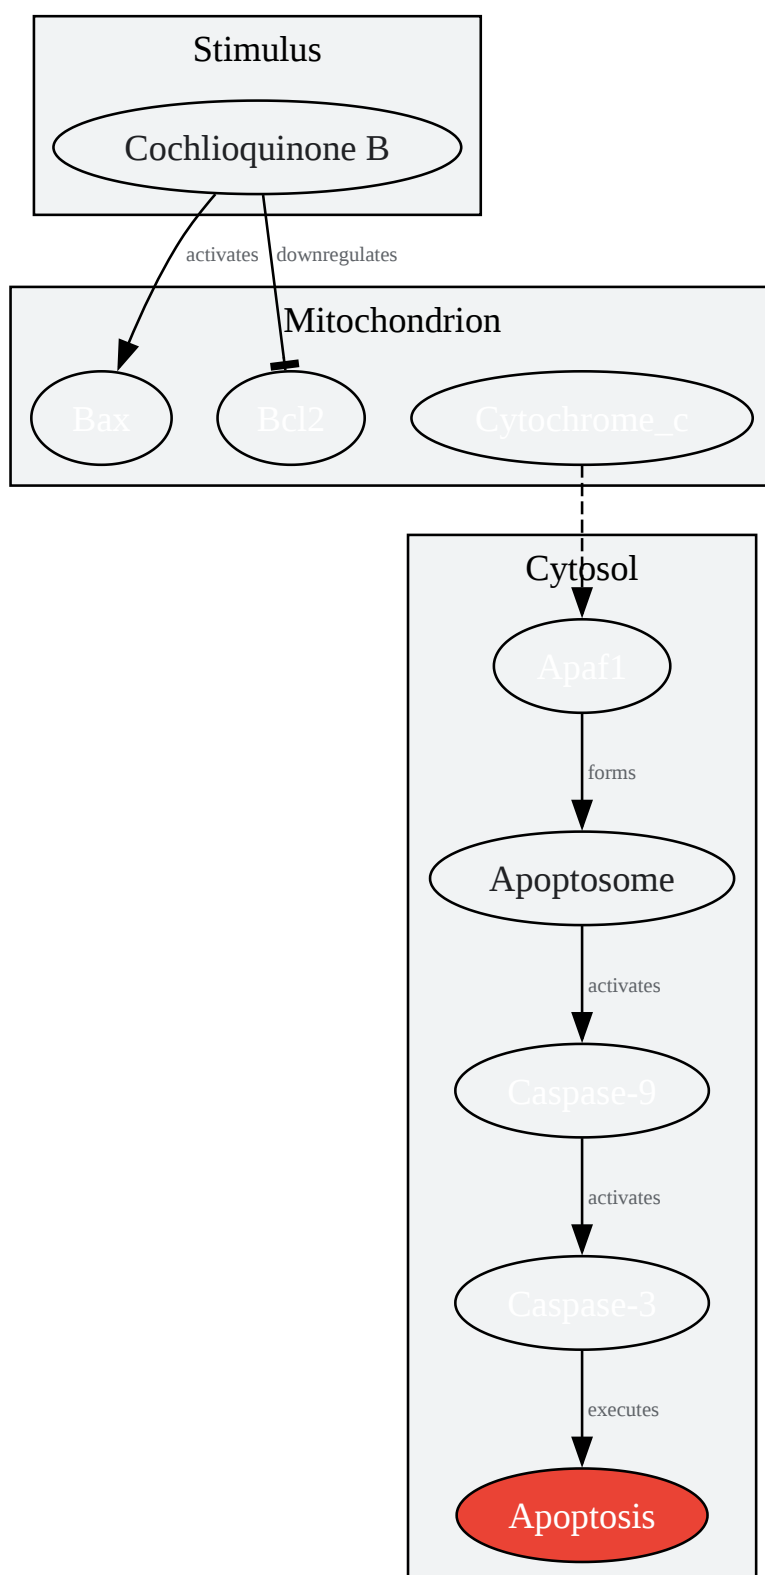 Stimulus
Cochlioquinone B
activates
downregulates
Mitochondrion
Bax
Bcl2
Cytochrome_c
Cytosol
Apaf1
forms
Apoptosome
activates
Caspase-9
activates
Caspase-3
executes
Apoptosis